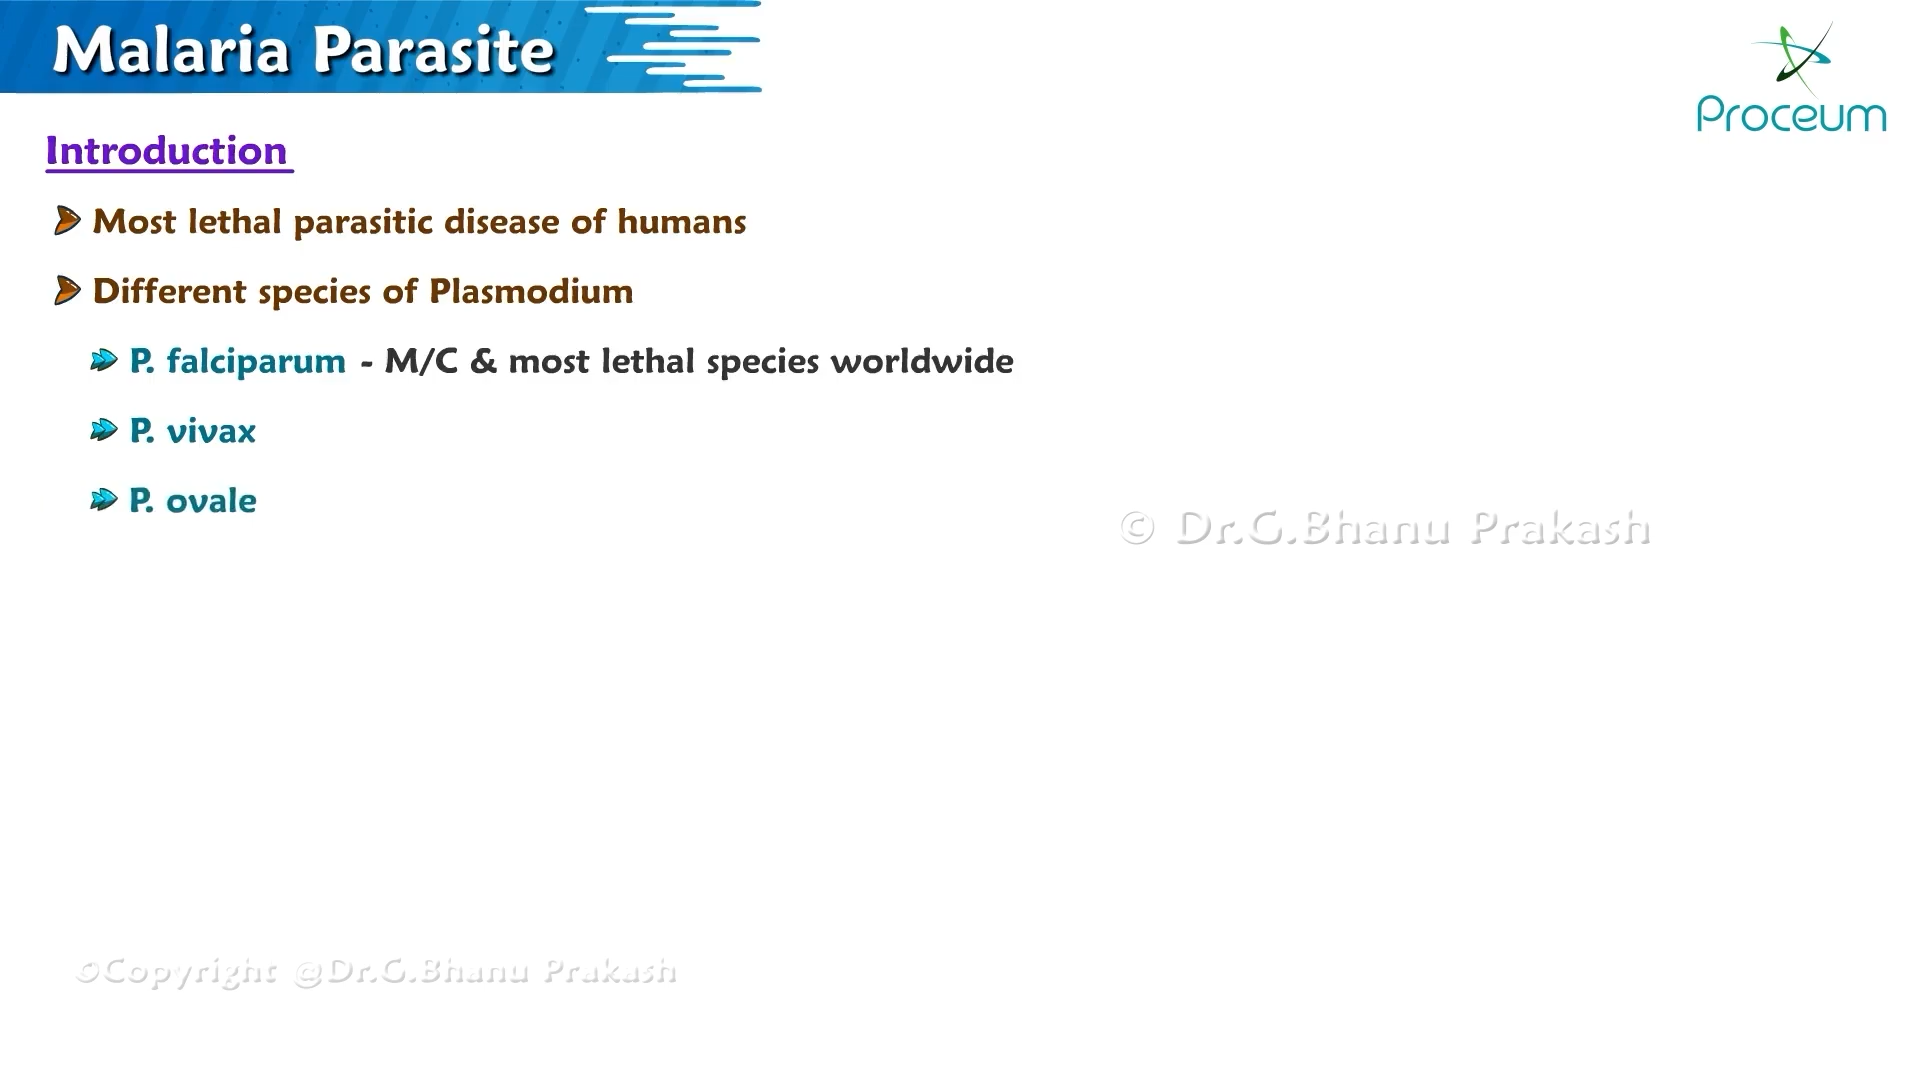 Malaria Parasite
Proceum
Introduction
Most lethal parasitic disease of humans
Different species of Plasmodium
P. falciparum - M/C & most lethal species worldwide
P. vivax
P. ovale
© Dr.G.Bhanu Prakash
©Copyright @Dr.G.Bhanu Prakash